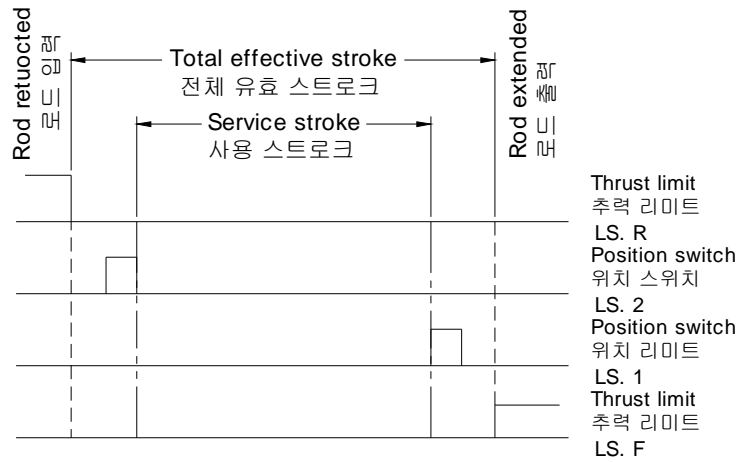 Rod retuocted
로드 입력
Total effective stroke
전체 유효 스트로크
Service stroke
사용 스트로크
Rod extended
로드 출력
Thrust limit
추력 리미트
LS. R
Position switch
위치 스위치
LS. 2
Position switch
위치 리미트
LS. 1
Thrust limit
추력 리미트
LS. F